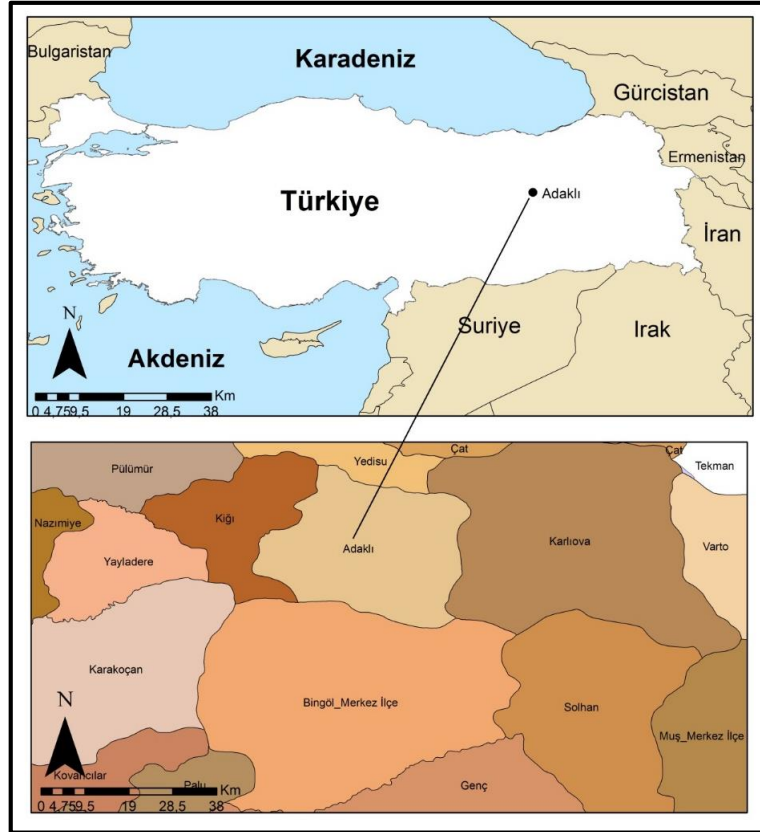 Bulgaristan
Karadeniz
Gürcistan
Ermenistan
Türkiye
Adaklı
İran
Suriye
Irak
N
Akdeniz
Km
0 4,759,5 19 28,5 38
Çat
Çat
Yedisu
Pülümür
Tekman
Kiğı
Nazımiye
Adaklı
Karlıova
Varto
Yayladere
Karakoçan
N
Bingöl_Merkez İlçe
Solhan
Muş_Merkez İlçe
Kovancılar
Palu
Genç
Km
0 4,759,5 19 28,5 38